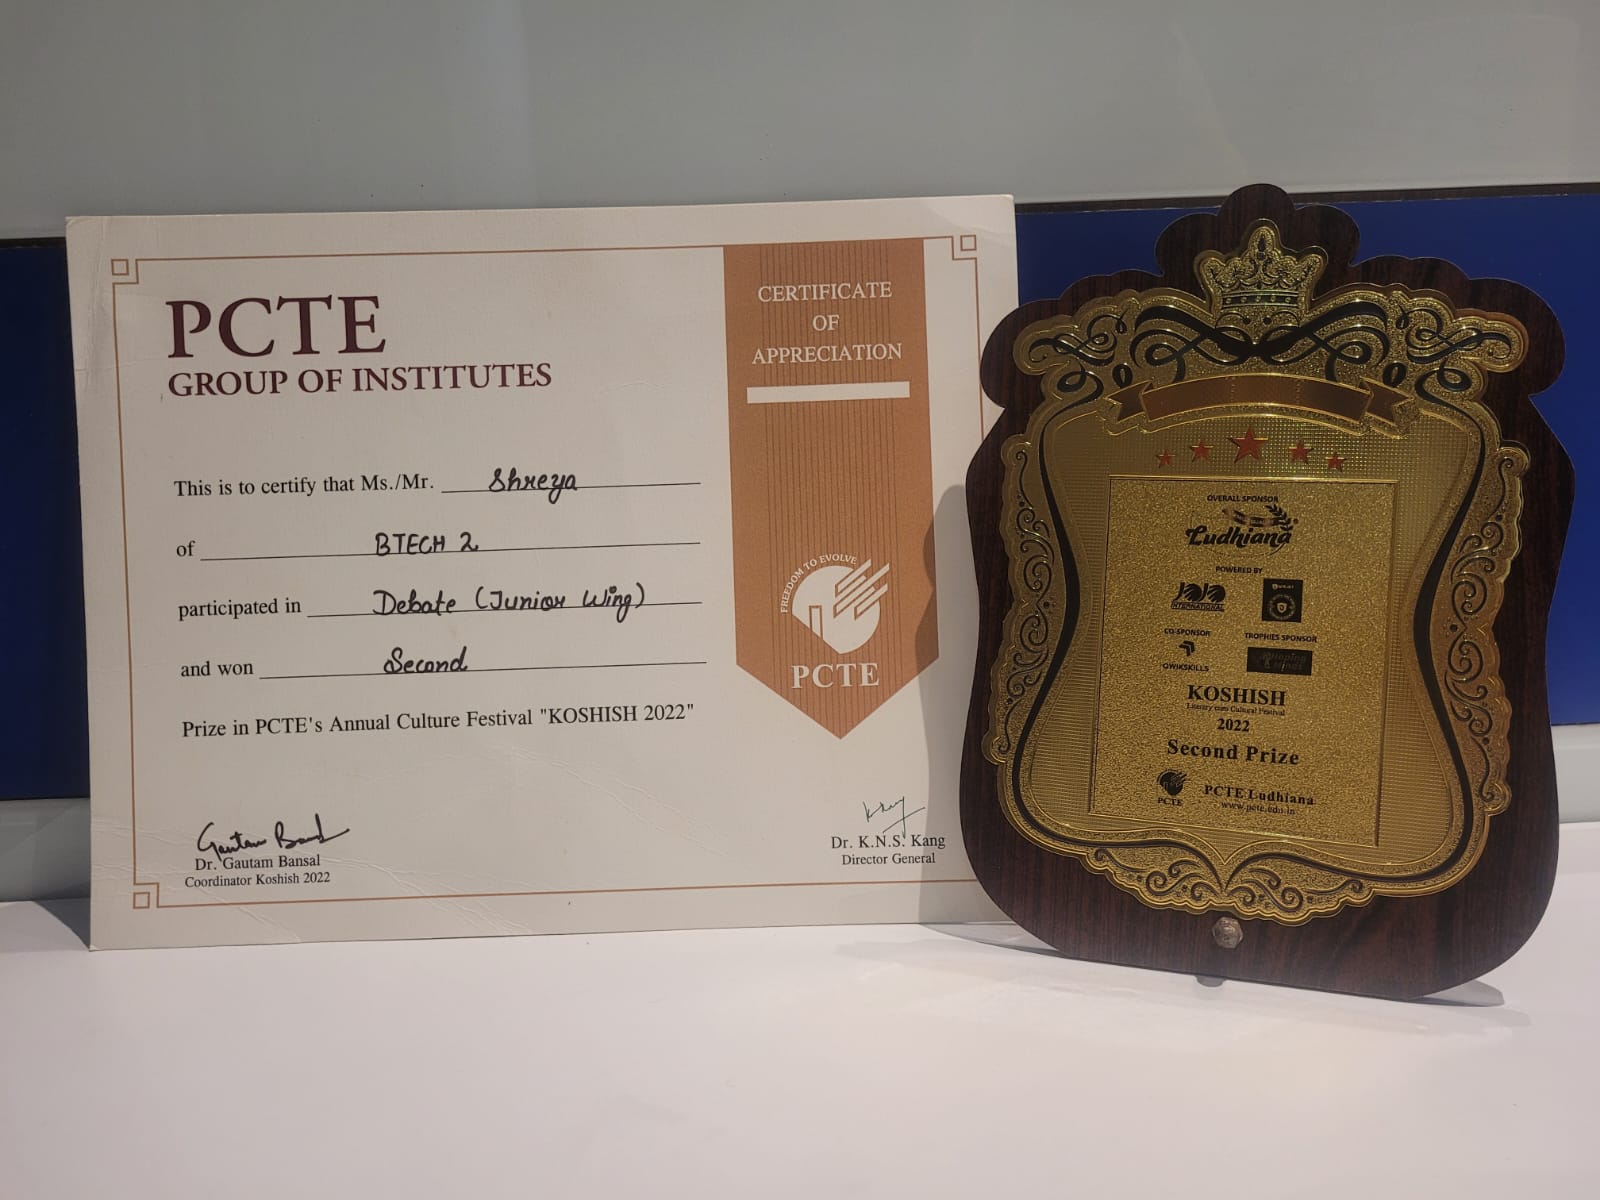 PCTE
GROUP OF INSTITUTES
This is to certify that Ms./Mr. Shreya
of BTECH 2
participated in Debate (Junior Wing)
and won Second
Prize in PCTE's Annual Culture Festival "KOSHISH 2022"
Gautam Bansal
Dr. Gautam Bansal
Coordinator Koshish 2022
Kang
Dr. K.N.S. Kang
Director General
CERTIFICATE
OF
APPRECIATION
FREEDOM TO EVOLVE
PCTE
OVERALL SPONSOR
Ludhiana
POWERED BY
JOJO
INTERNATIONAL
CO-SPONSOR
QWIKSKILLS
TROPHIES SPONSOR
KOSHISH
Literary cum Cultural Festival
2022
Second Prize
PCTE
PCTE Ludhiana
www.pcte.edu.in